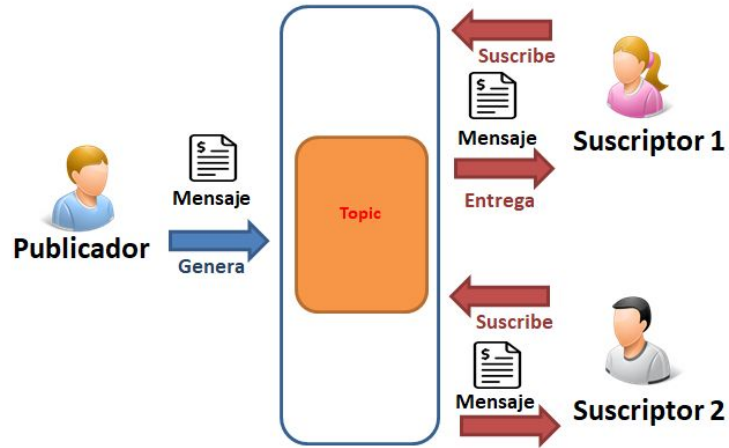 Suscribe
$
Mensaje
Suscriptor 1
Entrega
$
Mensaje
Publicador
Genera
Topic
Suscribe
$
Mensaje
Suscriptor 2